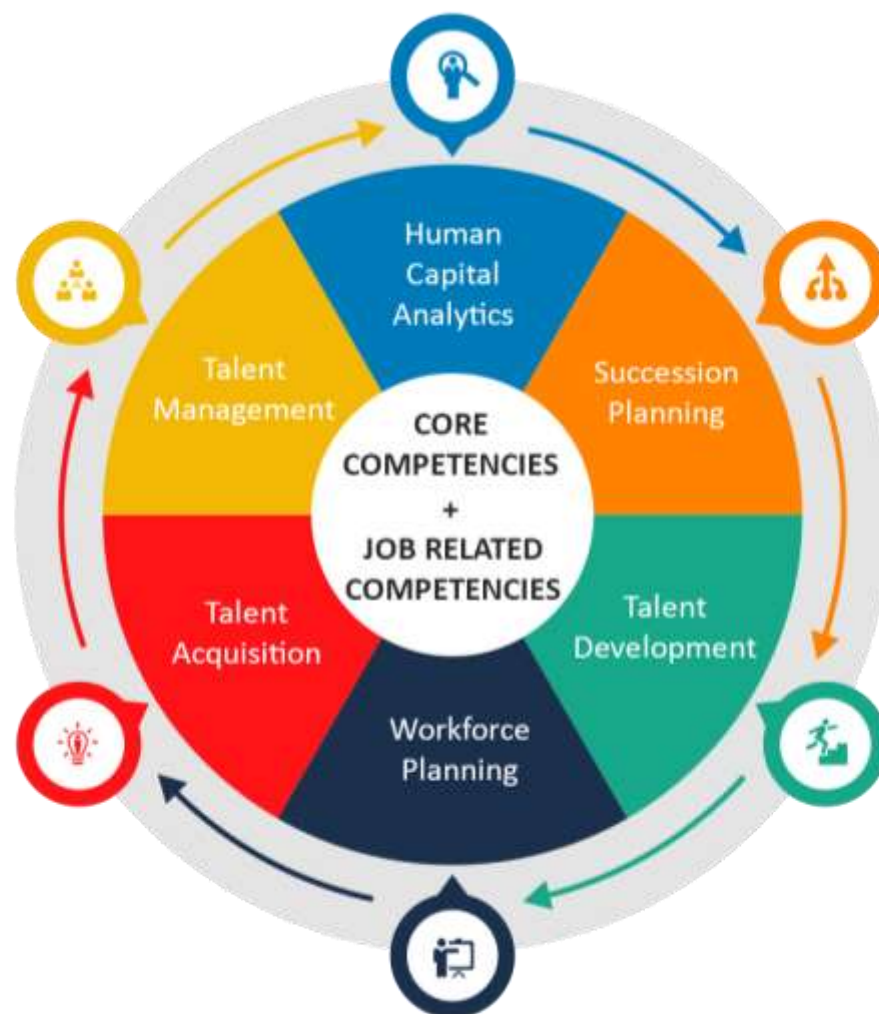 Human
Capital
Analytics
Succession
Planning
Talent
Development
Workforce
Planning
Talent
Acquisition
Talent
Management
CORE
COMPETENCIES
+
JOB RELATED
COMPETENCIES